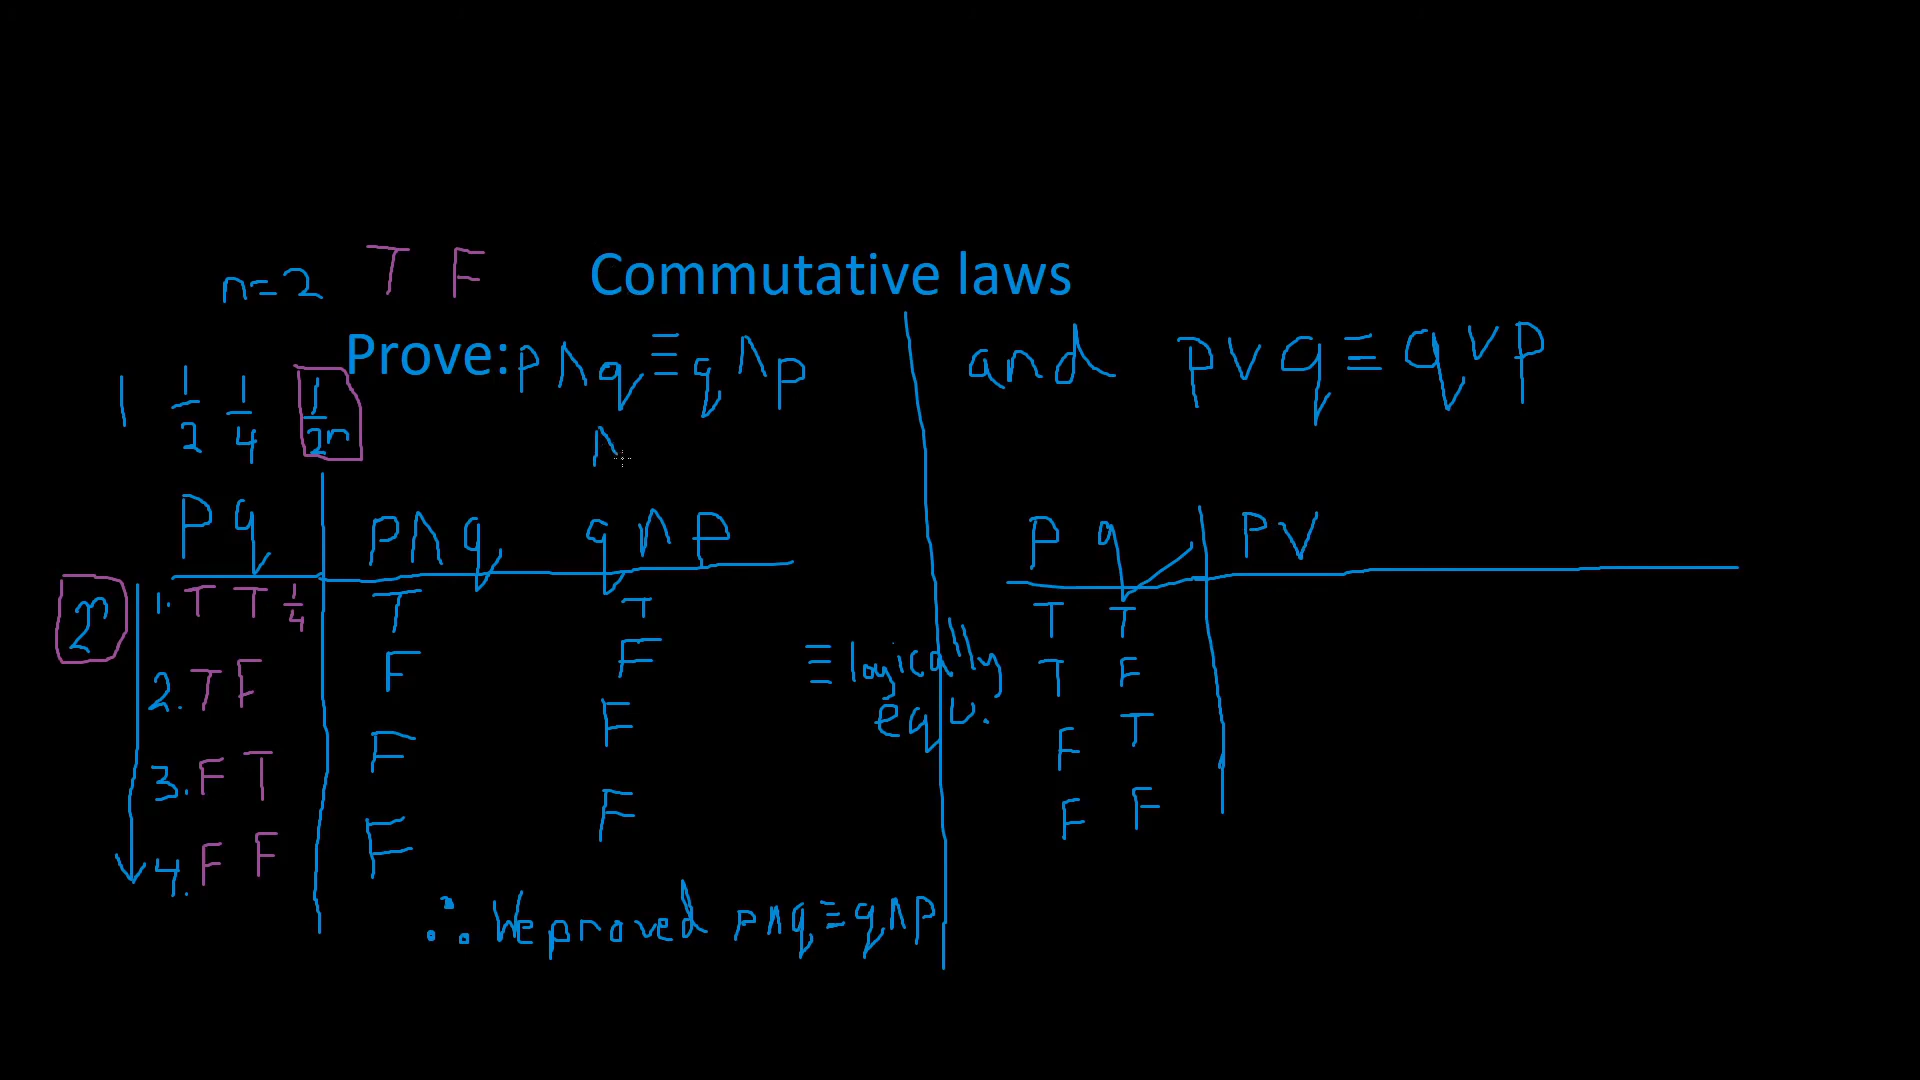 n=2 T F
Commutative laws
Prove: p∧q≡q∧p and p∨q≡q∨p
1 1/2 1/4 1/2n
∧
p q p∧q q∧p
p q p∨
2^n
1. T T 1/4 T T
2. T F F F
3. F T F F
4. F F F F
≡ logically
equ.
T T
T F
F T
F F
∴ We proved p∧q≡q∧p